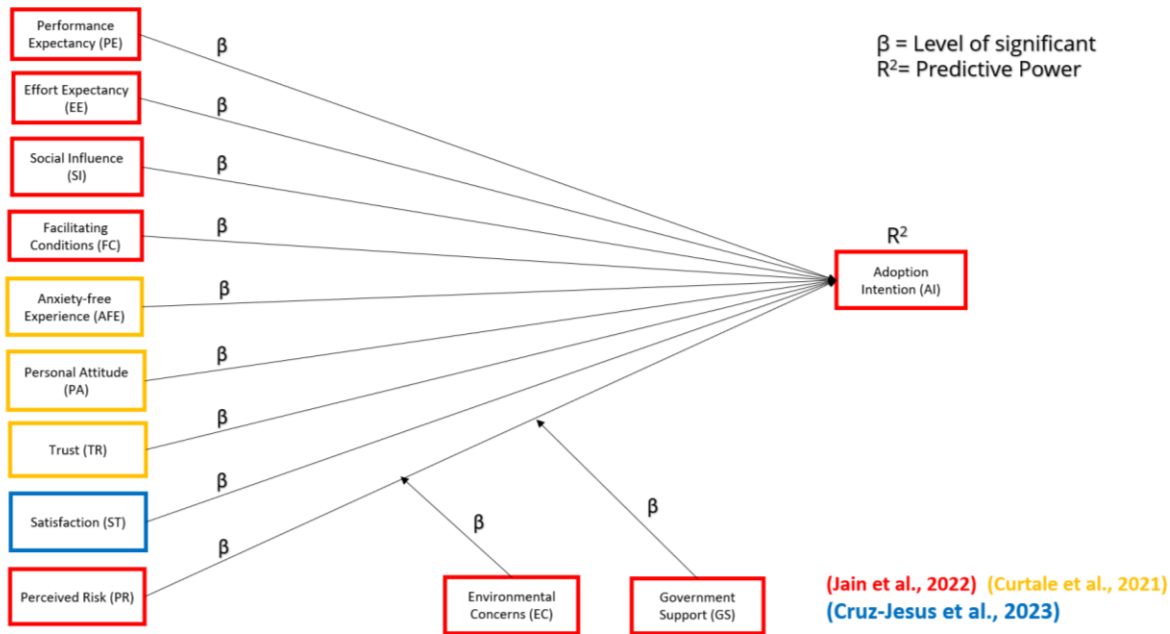 Performance
Expectancy (PE)
β
β = Level of significant
R²= Predictive Power
Effort Expectancy
(EE)
β
Social Influence
(SI)
β
Facilitating
Conditions (FC)
β
R²
Adoption
Intention (AI)
Anxiety-free
Experience (AFE)
β
Personal Attitude
(PA)
β
Trust (TR)
β
Satisfaction (ST)
β
Perceived Risk (PR)
β
β
β
Environmental
Concerns (EC)
Government
Support (GS)
(Jain et al., 2022) (Curtale et al., 2021)
(Cruz-Jesus et al., 2023)